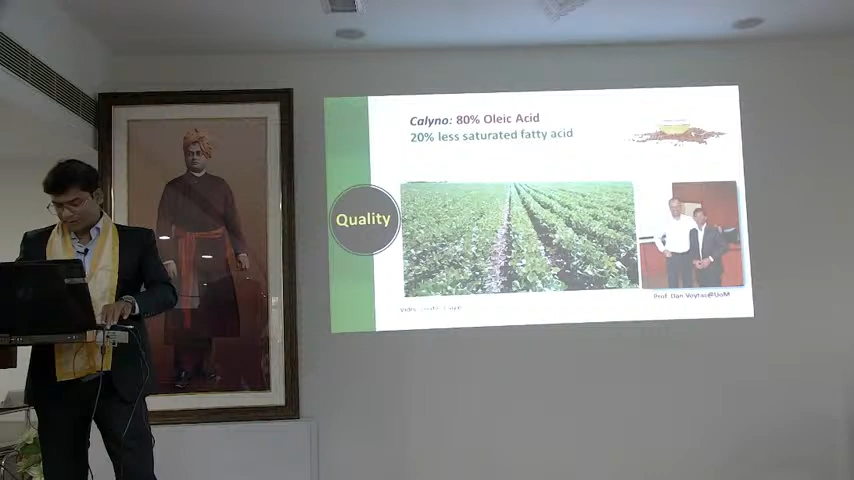 Calyno: 80% Oleic Acid
20% less saturated fatty acid
Quality
Prof. Dan Voytas@UoM